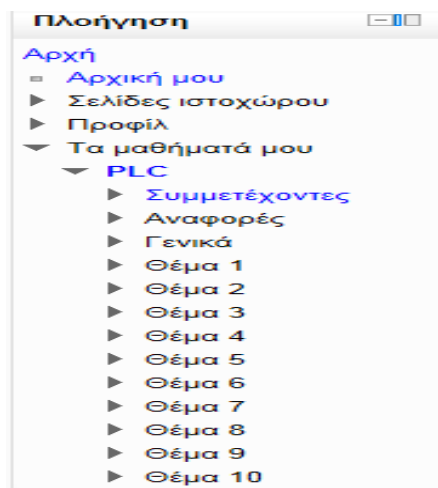 Πλοήγηση
Αρχή
Αρχική μου
Σελίδες ιστοχώρου
Προφίλ
Τα μαθήματά μου
PLC
Συμμετέχοντες
Αναφορές
Γενικά
Θέμα 1
Θέμα 2
Θέμα 3
Θέμα 4
Θέμα 5
Θέμα 6
Θέμα 7
Θέμα 8
Θέμα 9
Θέμα 10